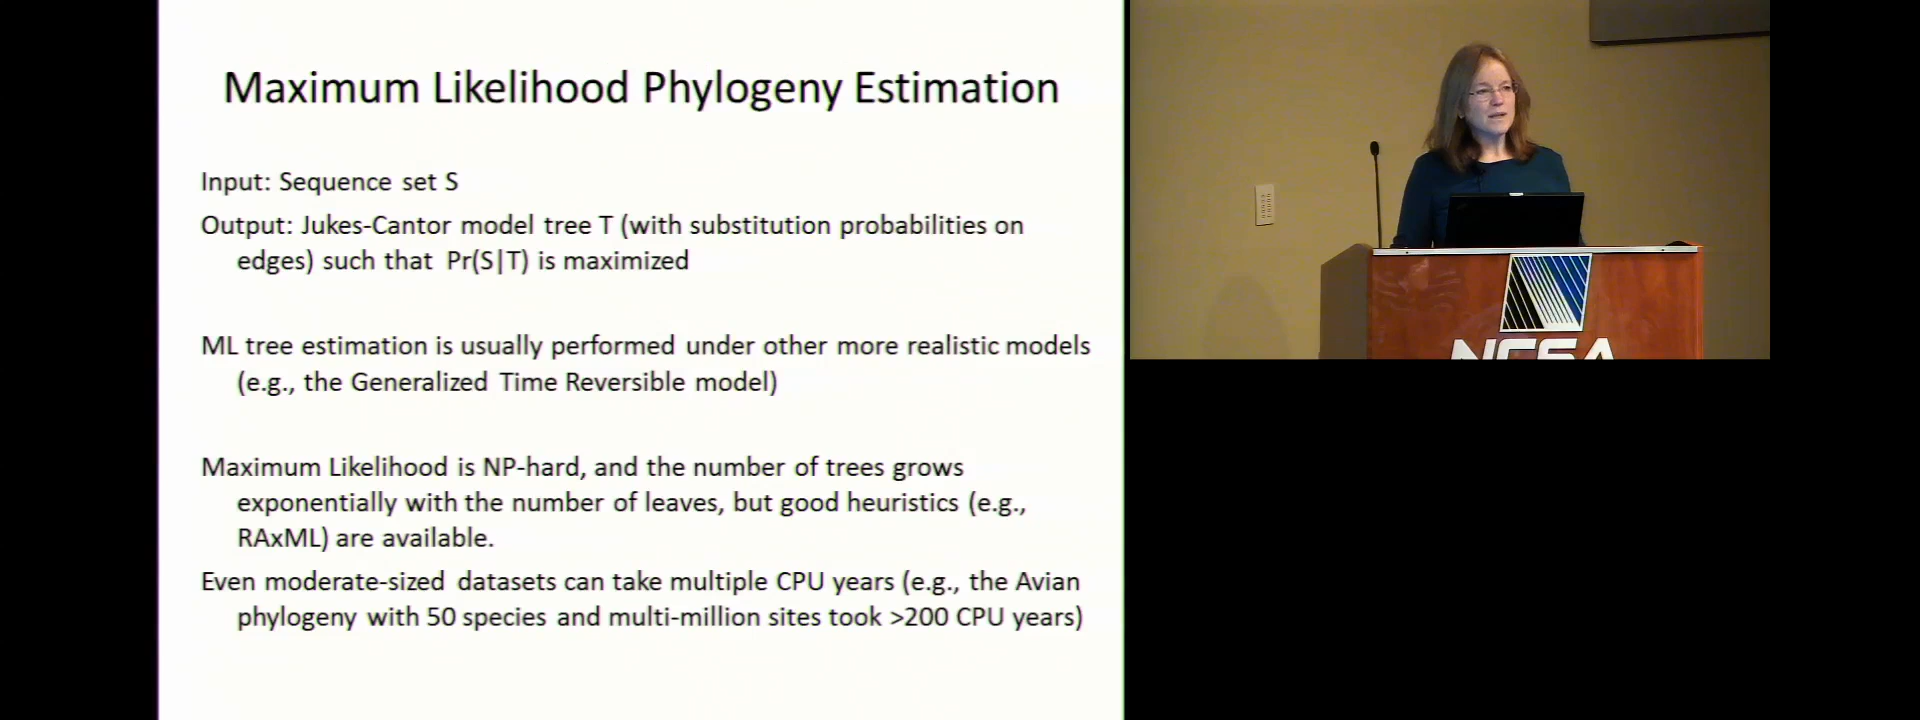 Maximum Likelihood Phylogeny Estimation
Input: Sequence set S
Output: Jukes-Cantor model tree T (with substitution probabilities on
edges) such that Pr(S|T) is maximized
ML tree estimation is usually performed under other more realistic models
(e.g., the Generalized Time Reversible model)
Maximum Likelihood is NP-hard, and the number of trees grows
exponentially with the number of leaves, but good heuristics (e.g.,
RAxML) are available.
Even moderate-sized datasets can take multiple CPU years (e.g., the Avian
phylogeny with 50 species and multi-million sites took >200 CPU years)
NCSA